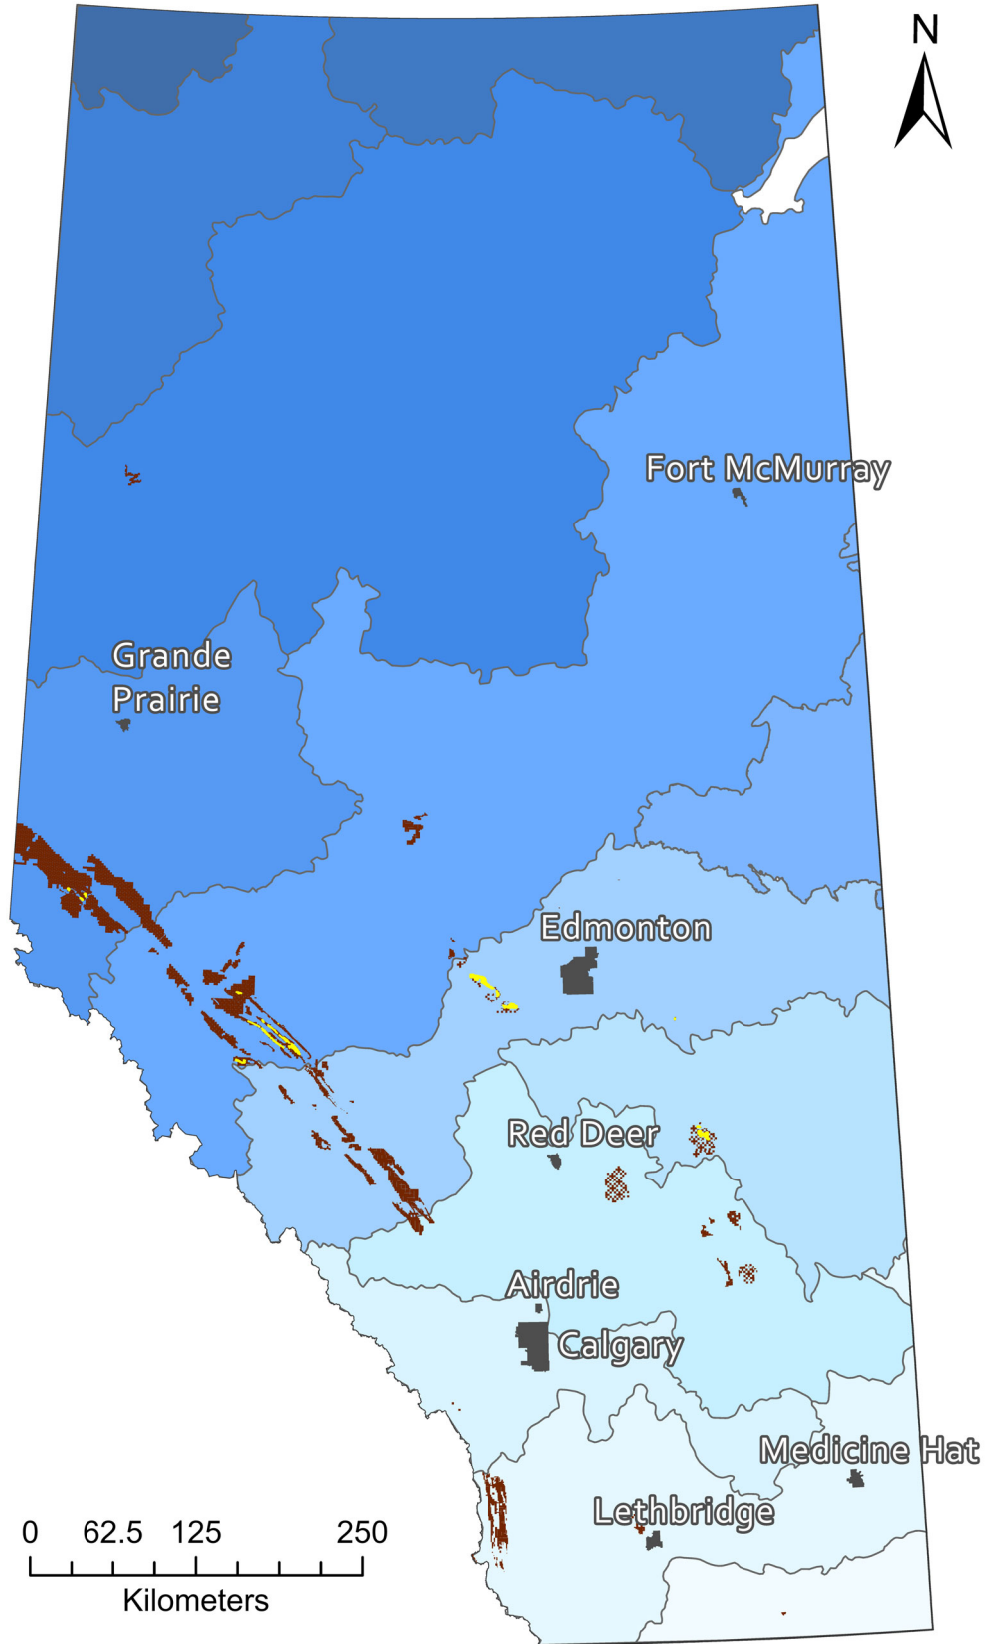 N
Fort McMurray
Grande
Prairie
Edmonton
Red Deer
Airdrie
Calgary
Medicine Hat
Lethbridge
0 62.5 125 250
Kilometers